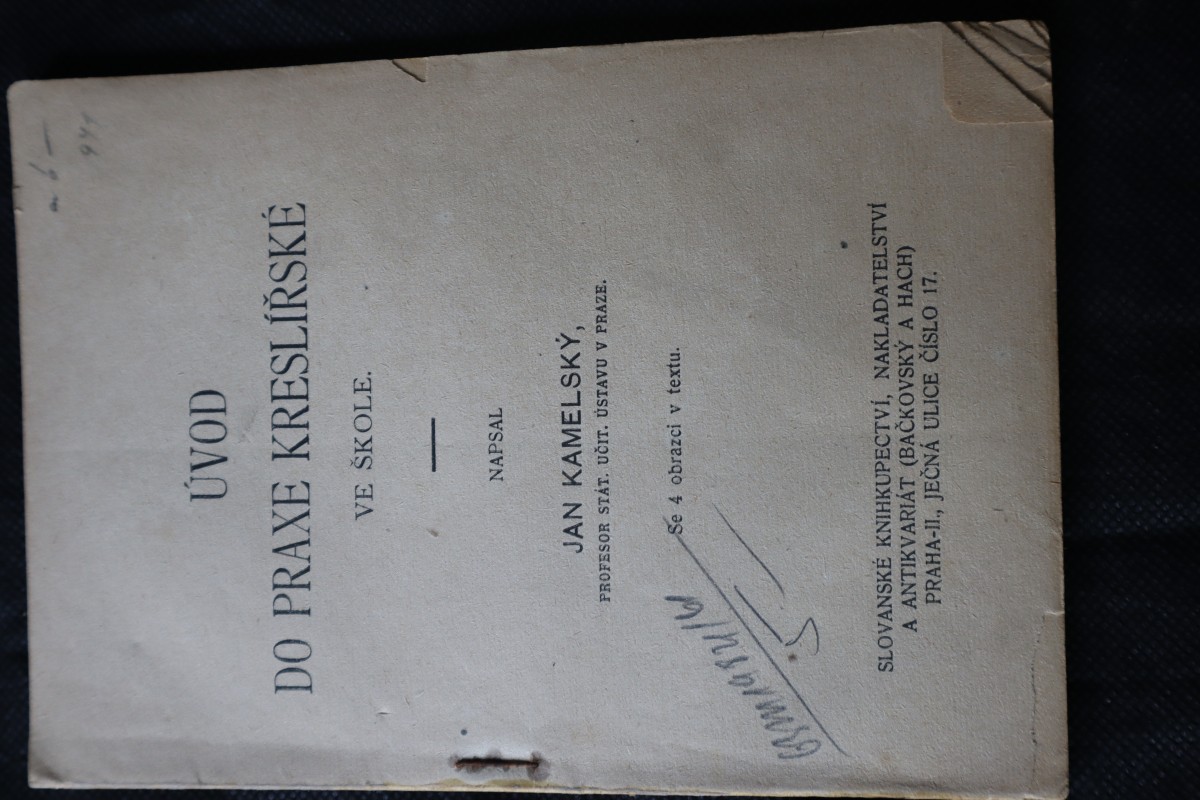 ÚVOD
DO PRAXE KRESLÍŘSKÉ
VE ŠKOLE.
NAPSAL
JAN KAMELSKÝ,
PROFESOR STÁT. UČIT. ÚSTAVU V PRAZE.
Se 4 obrazci v textu.
SLOVANSKÉ KNIHKUPECTVÍ, NAKLADATELSTVÍ
A ANTIKVARIÁT (BAČKOVSKÝ A HACH)
PRAHA-II., JEČNÁ ULICE ČÍSLO 17.